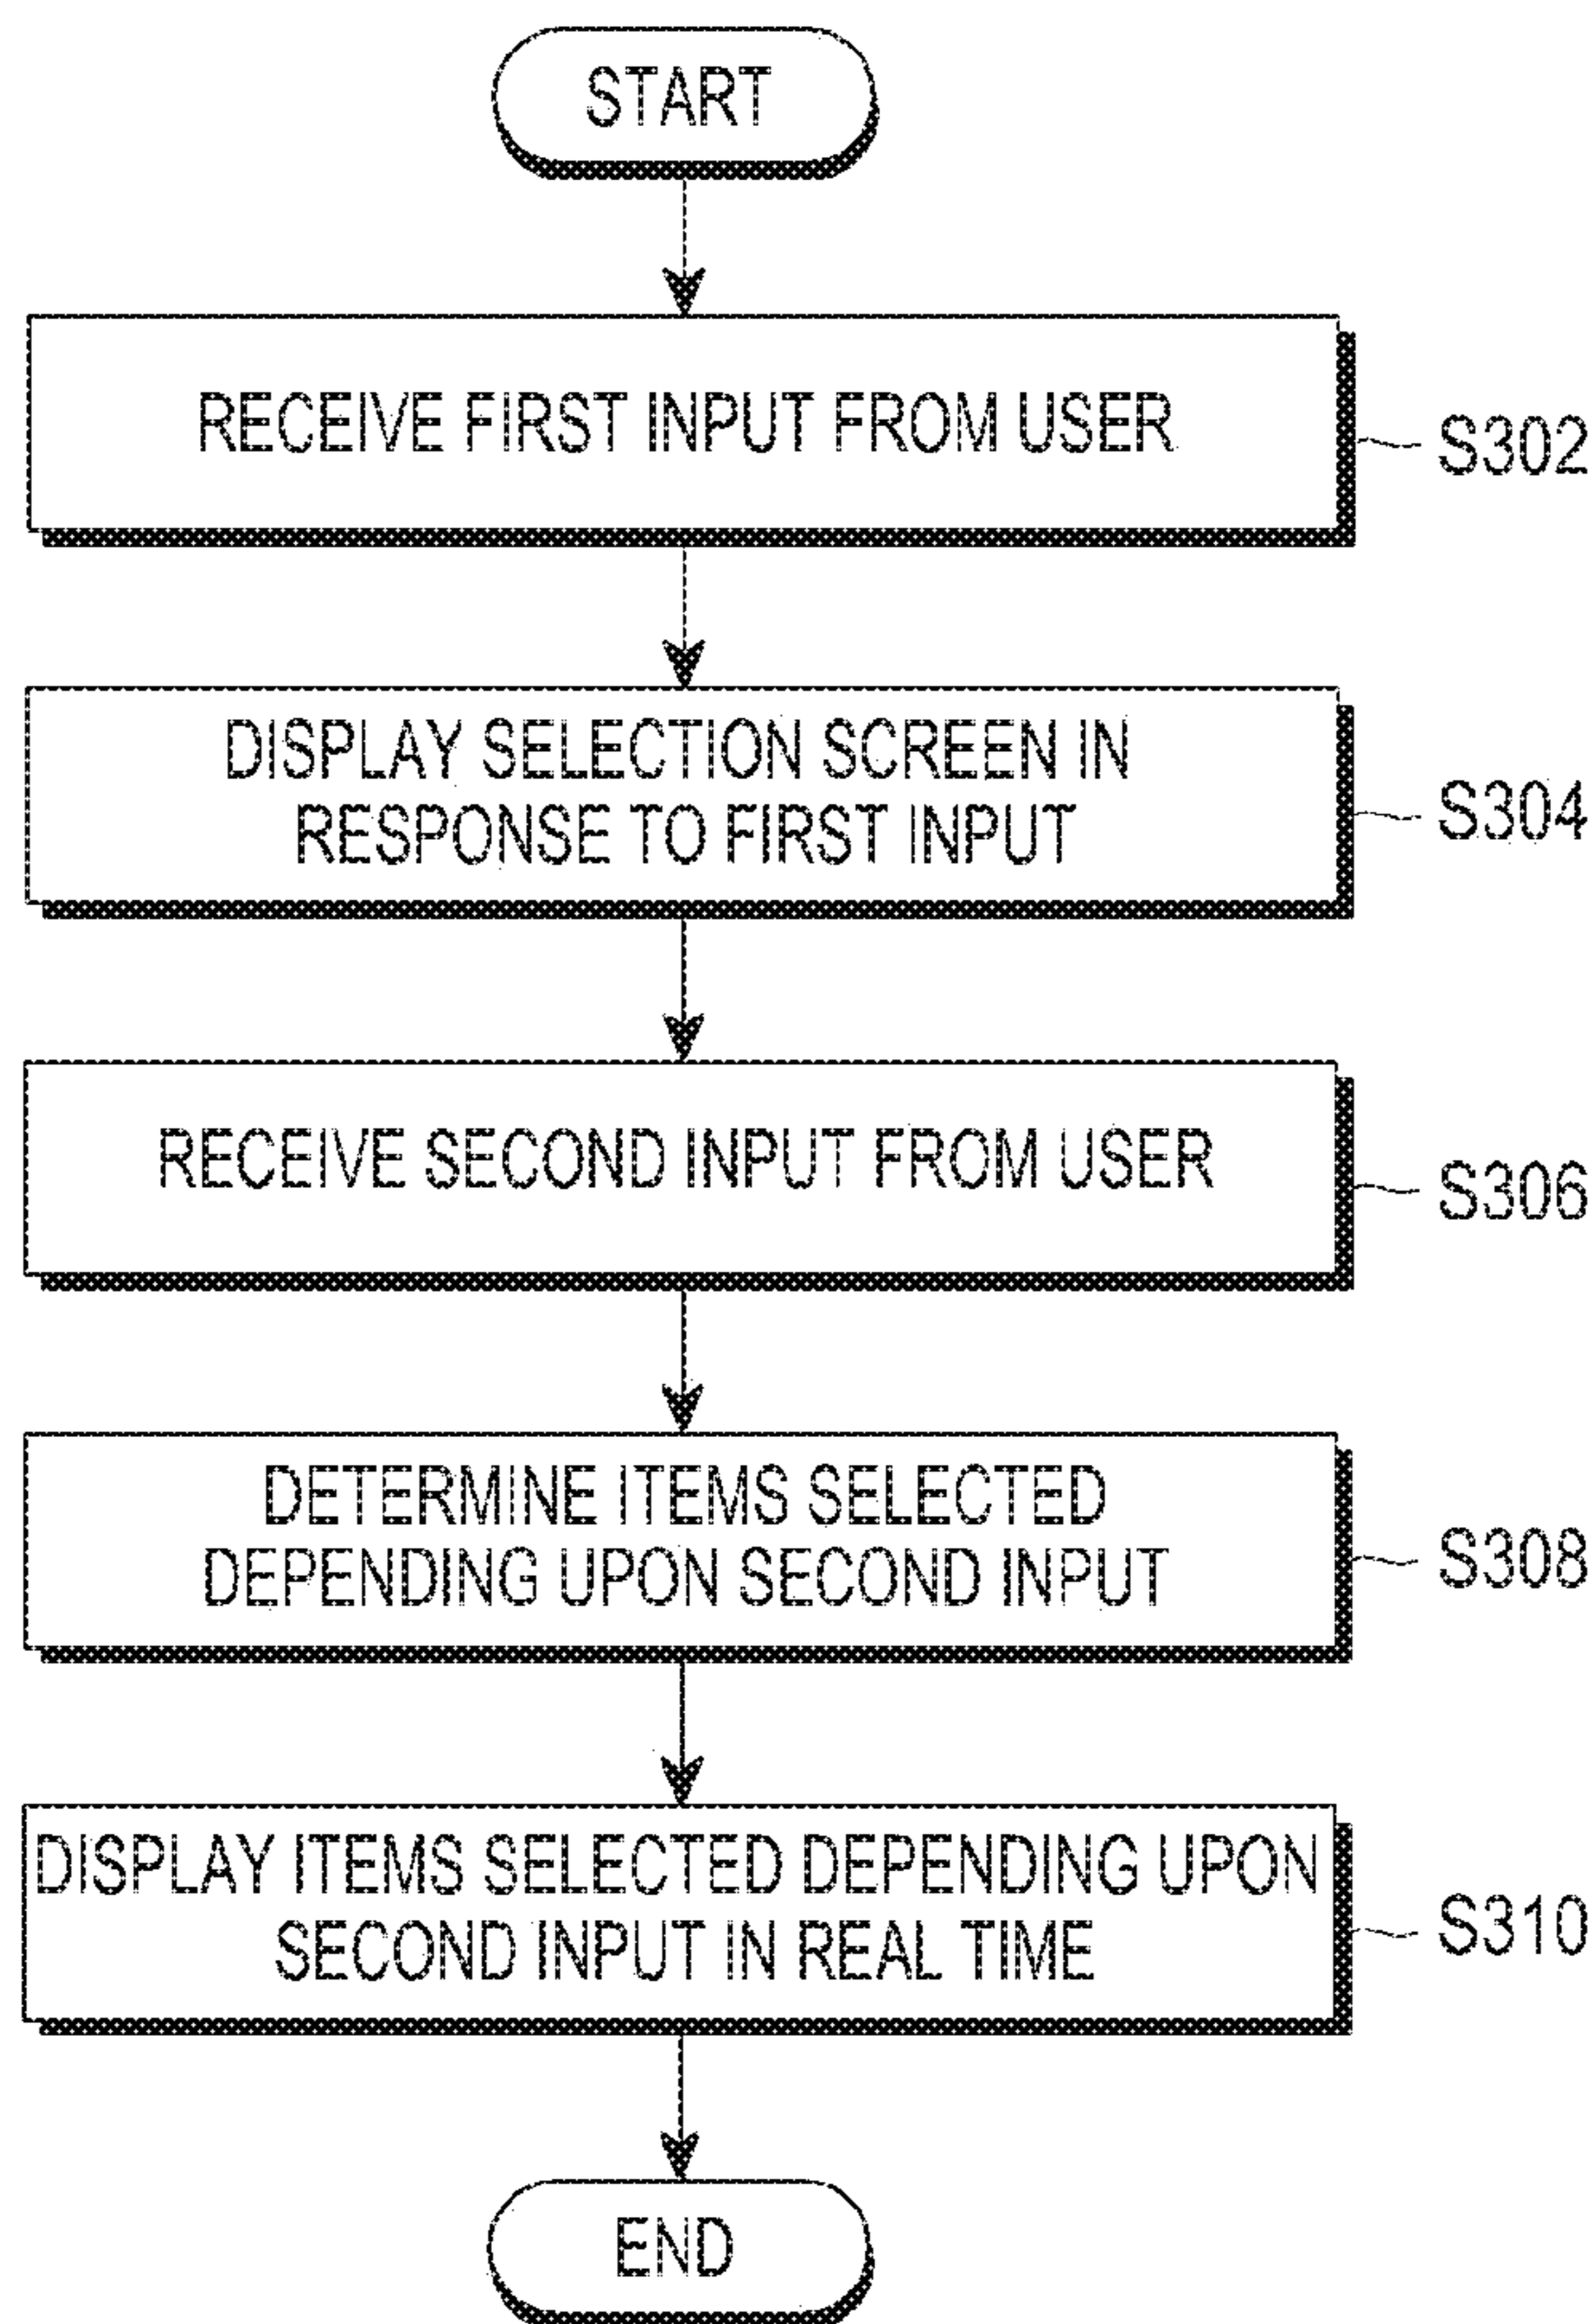 START
RECEIVE FIRST INPUT FROM USER
S302
DISPLAY SELECTION SCREEN IN
RESPONSE TO FIRST INPUT
S304
RECEIVE SECOND INPUT FROM USER
S306
DETERMINE ITEMS SELECTED
DEPENDING UPON SECOND INPUT
S308
DISPLAY ITEMS SELECTED DEPENDING UPON
SECOND INPUT IN REAL TIME
S310
END